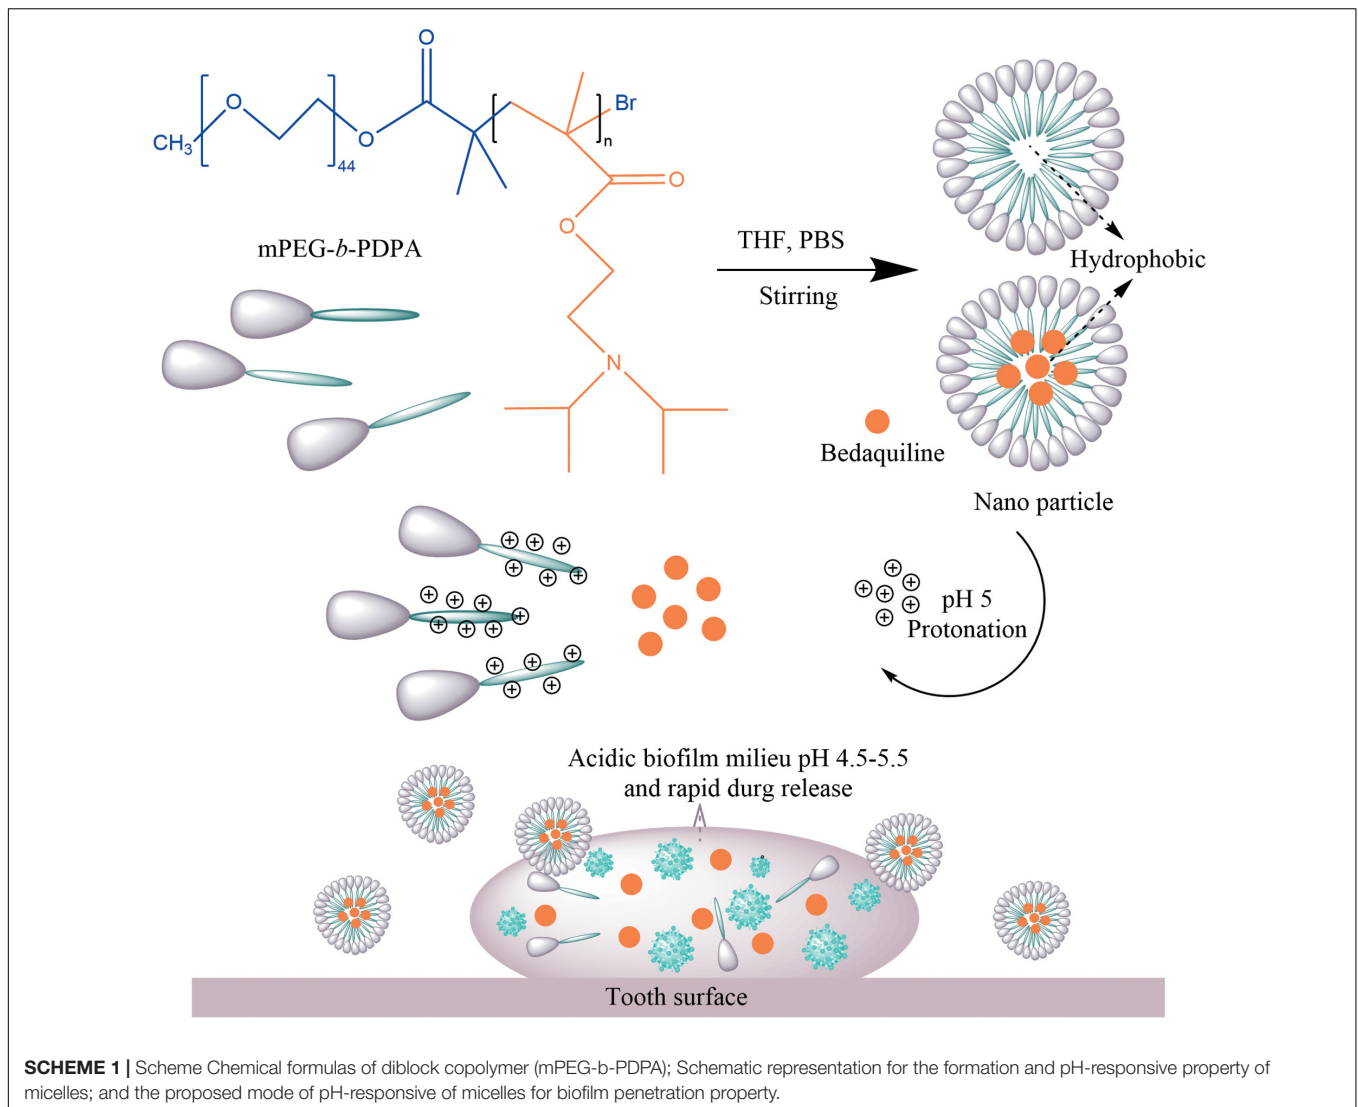 O
O
O
CH3
44
O
Br
n
O
O
N
mPEG-b-PDPA
THF, PBS
Stirring
Hydrophobic
Bedaquiline
Nano particle
pH 5
Protonation
Acidic biofilm milieu pH 4.5-5.5
and rapid durg release
Tooth surface
SCHEME 1 | Scheme Chemical formulas of diblock copolymer (mPEG-b-PDPA); Schematic representation for the formation and pH-responsive property of
micelles; and the proposed mode of pH-responsive of micelles for biofilm penetration property.